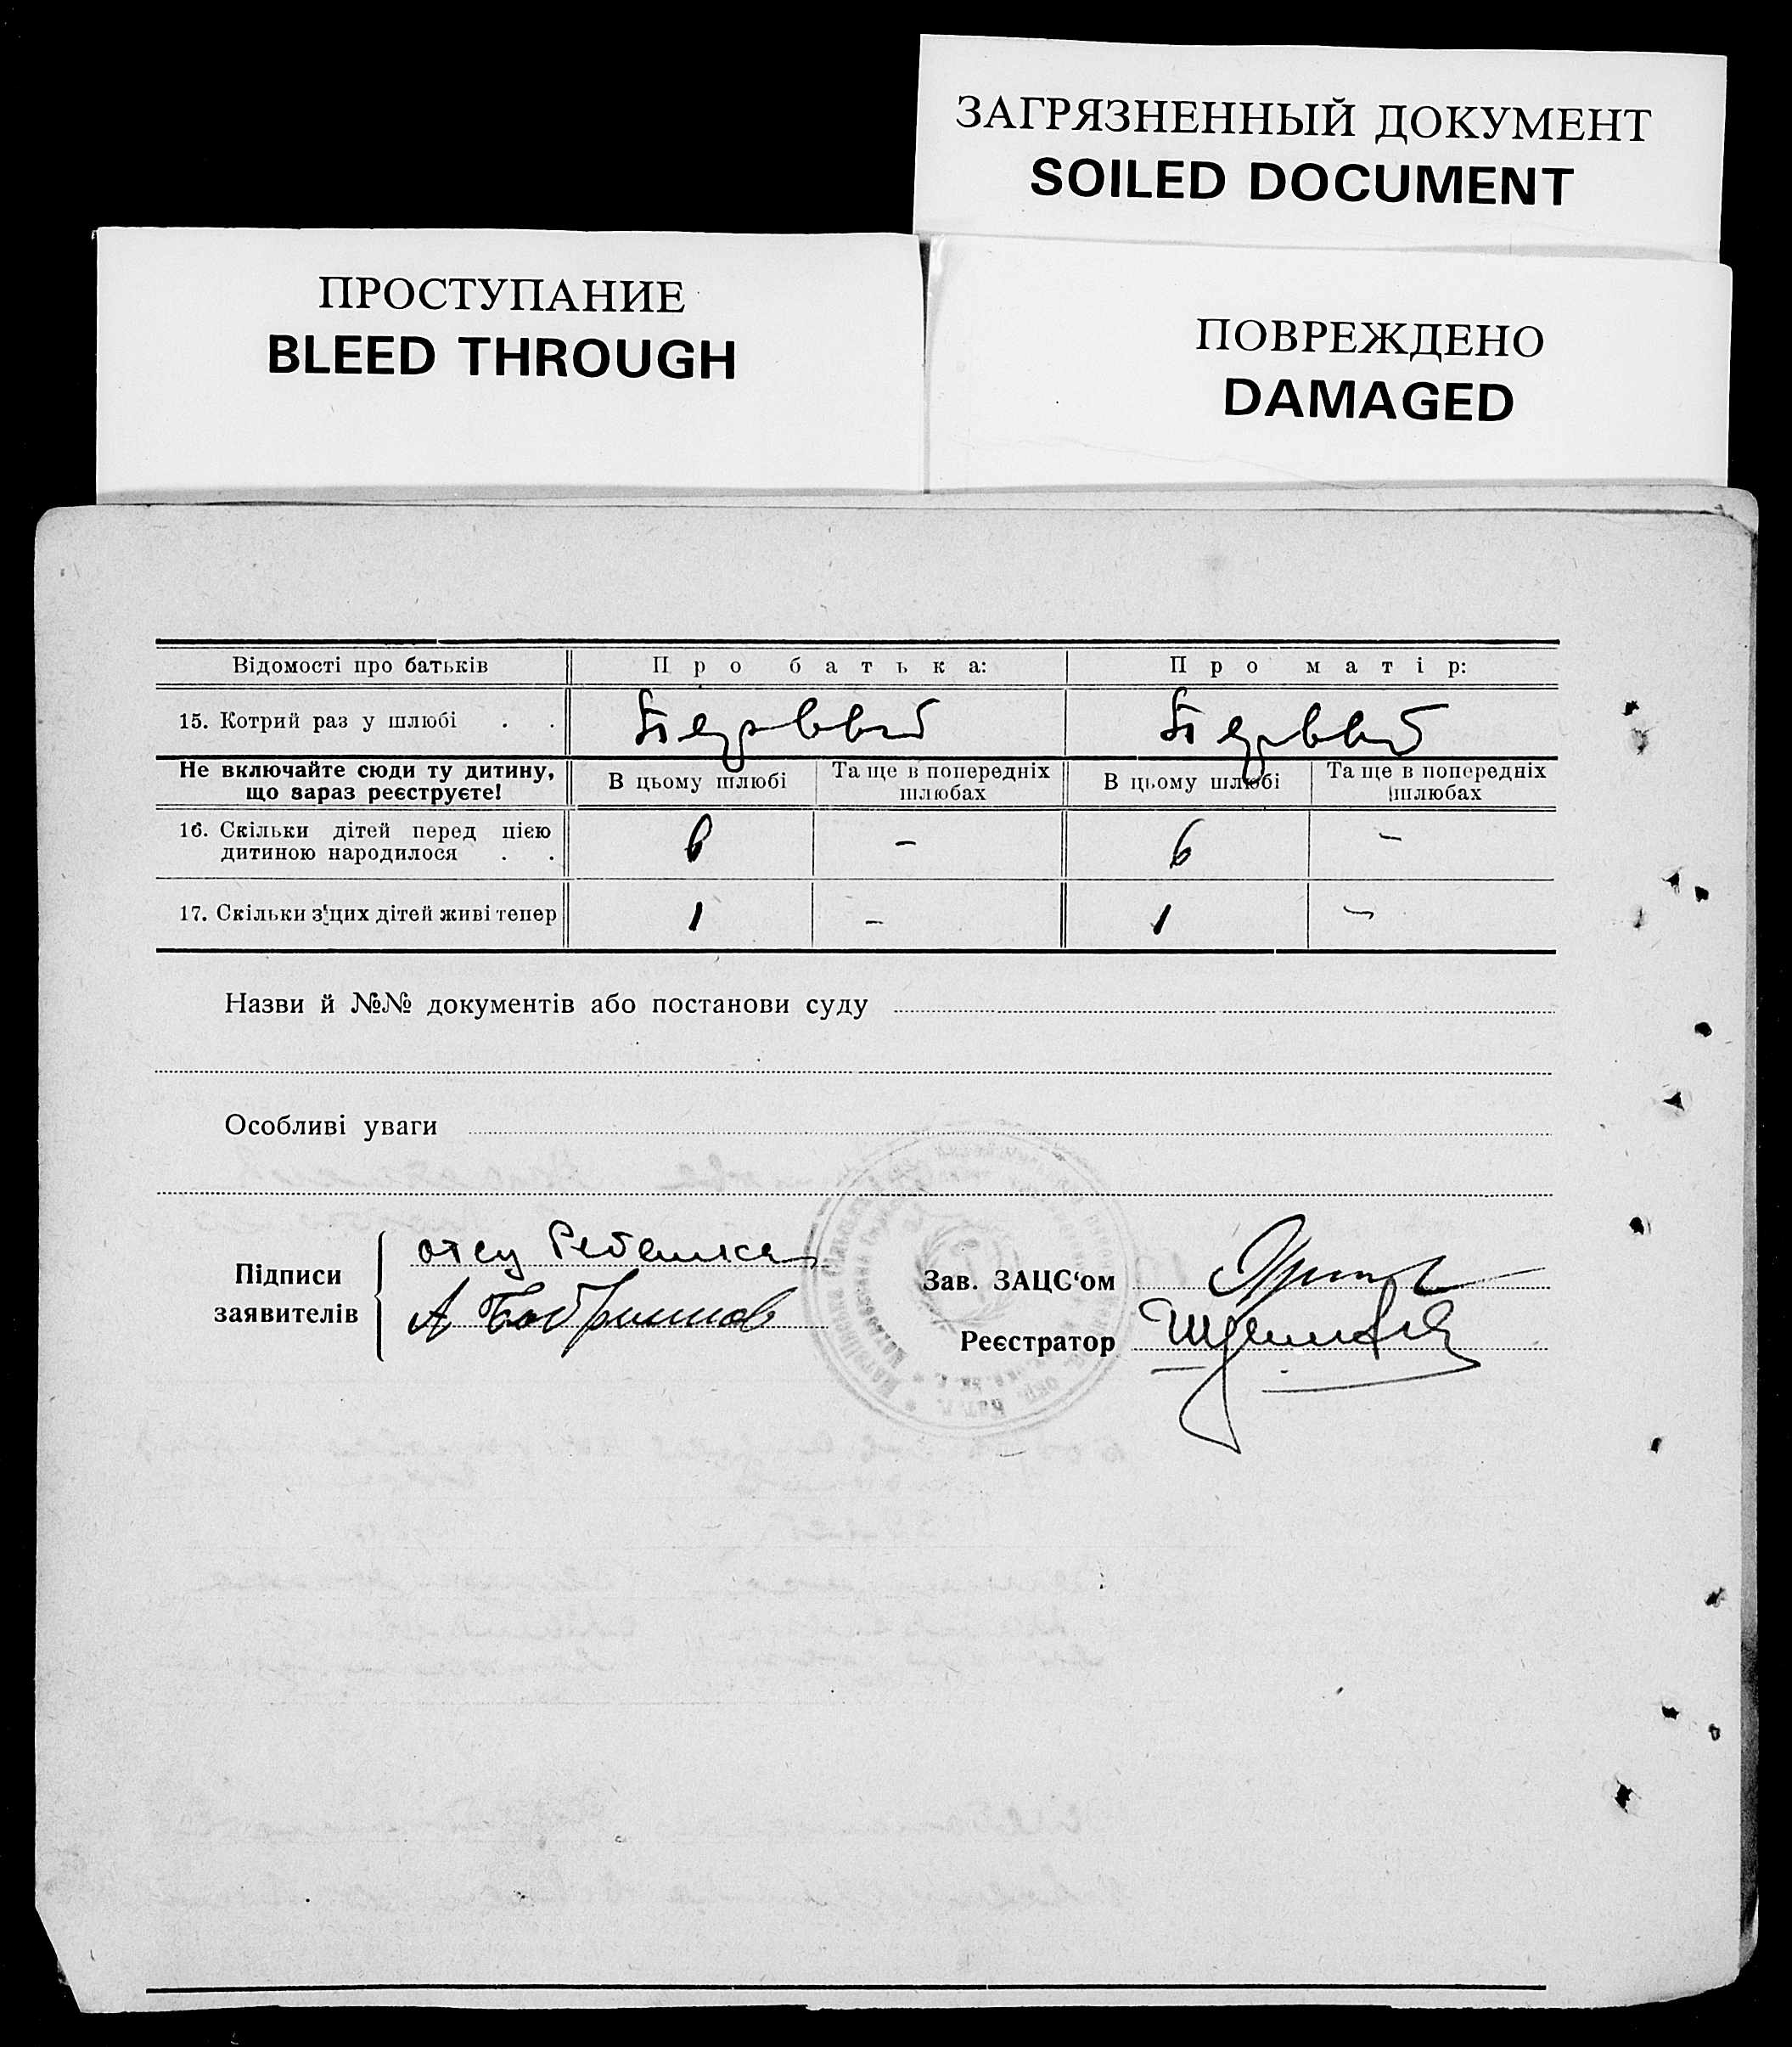 ЗАГРЯЗНЕННЫЙ ДОКУМЕНТ
SOILED DOCUMENT
ПРОСТУПАНИЕ
BLEED THROUGH
ПОВРЕЖДЕНО
DAMAGED
Відомості про батьків Про батька: Про матір:
15. Котрий раз у шлюбі . . Первый Первый
Не включайте сюди ту дитину, що зараз реєструєте! В цьому шлюбі Та ще в попередніх шлюбах В цьому шлюбі Та ще в попередніх шлюбах
16. Скільки дітей перед цією
дитиною народилося . . 6 – 6 –
17. Скільки з'цих дітей живі тепер 1 – 1 –
Назви й №№ документів або постанови суду
Особливі уваги
Підписи
заявителів
отец Ребенка
А
Зав. ЗАЦС‘ом
Реєстратор